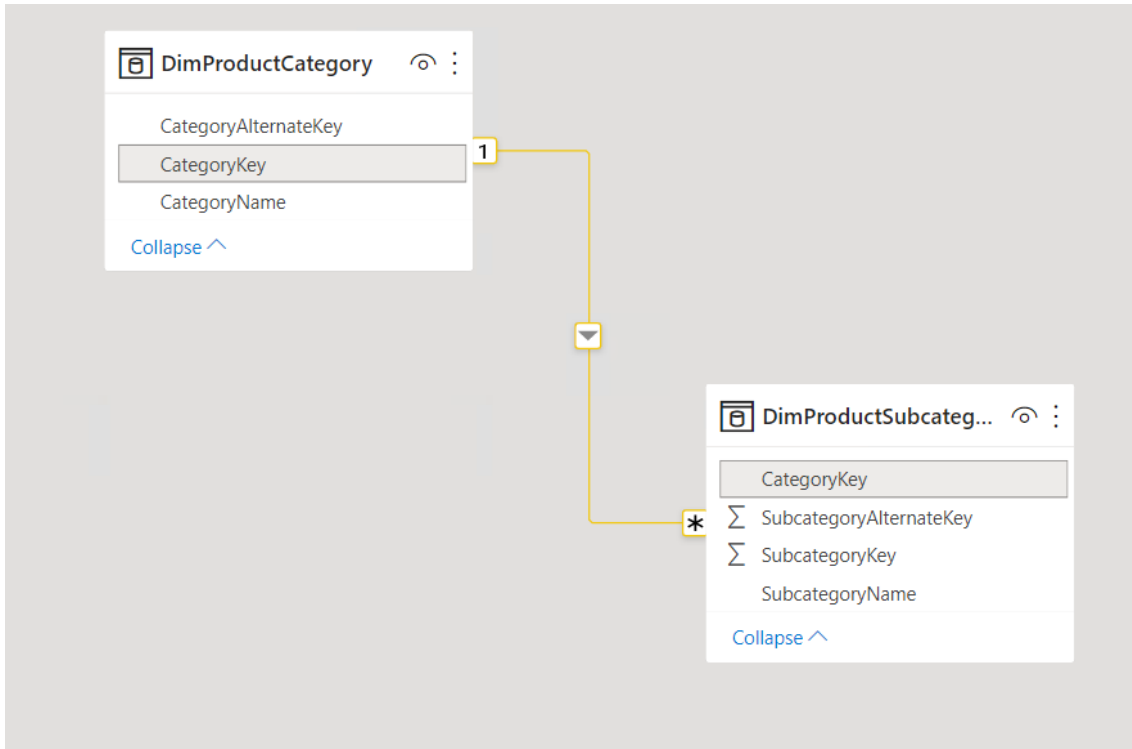 DimProductCategory
CategoryAlternateKey
CategoryKey
CategoryName
Collapse
1
*
DimProductSubcateg...
CategoryKey
Σ SubcategoryAlternateKey
Σ SubcategoryKey
SubcategoryName
Collapse